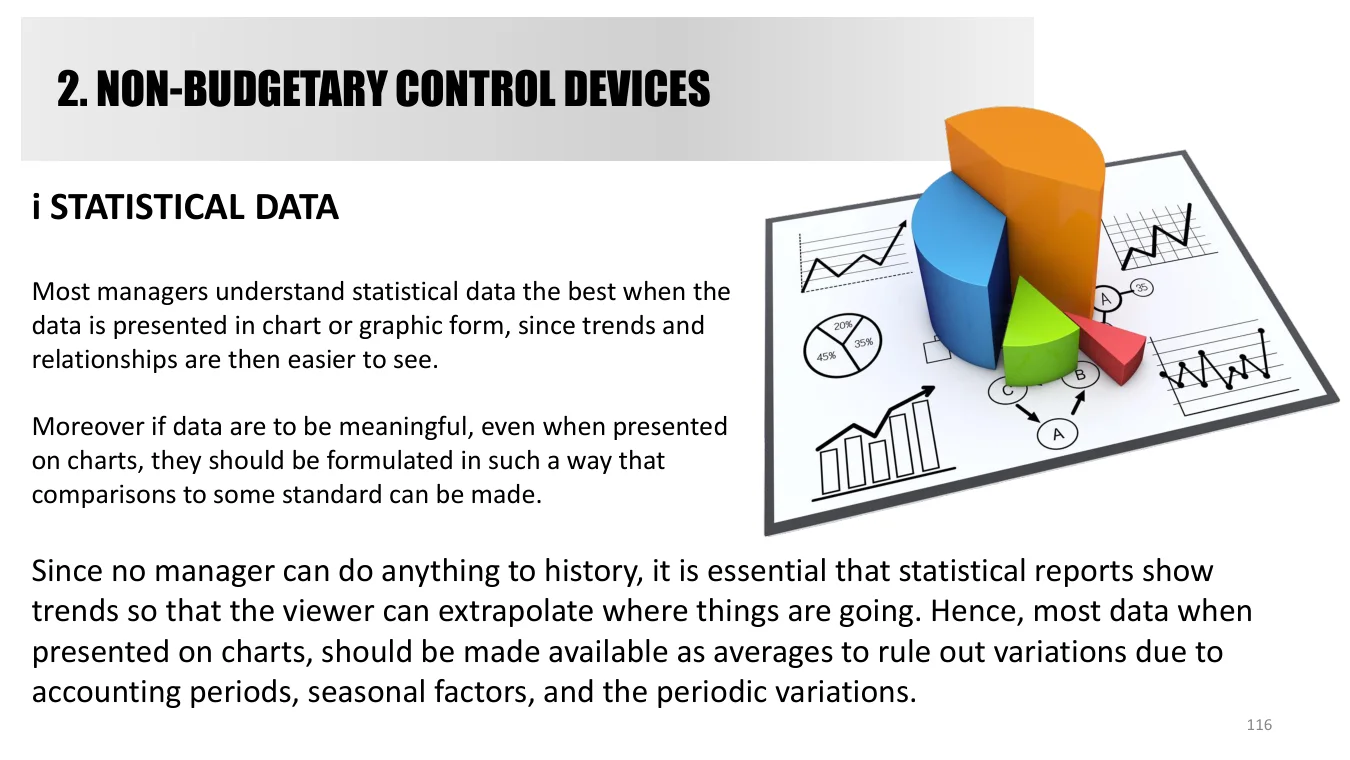 2. NON-BUDGETARY CONTROL DEVICES
i STATISTICAL DATA
Most managers understand statistical data the best when the
data is presented in chart or graphic form, since trends and
relationships are then easier to see.
Moreover if data are to be meaningful, even when presented
on charts, they should be formulated in such a way that
comparisons to some standard can be made.
20%
35%
45%
A
35
C
B
A
Since no manager can do anything to history, it is essential that statistical reports show
trends so that the viewer can extrapolate where things are going. Hence, most data when
presented on charts, should be made available as averages to rule out variations due to
accounting periods, seasonal factors, and the periodic variations.
116